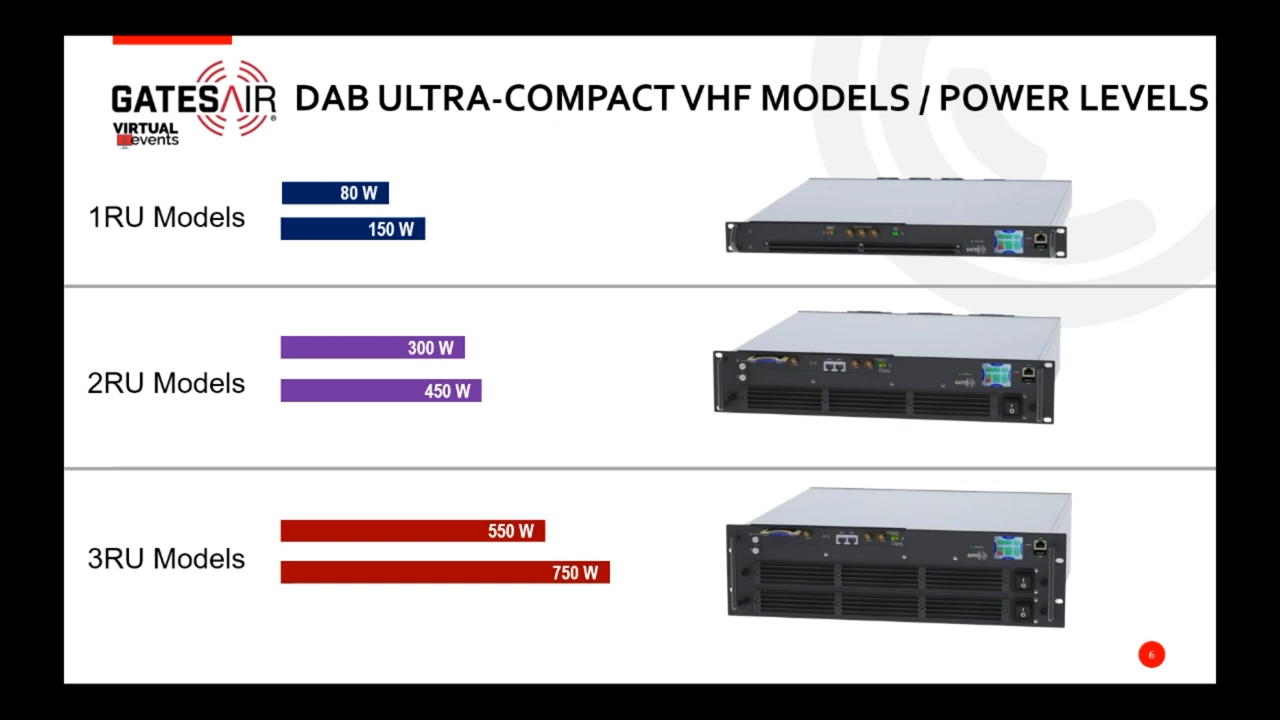 GATESAIR®
VIRTUAL
events
DAB ULTRA-COMPACT VHF MODELS / POWER LEVELS
1RU Models
80 W
150 W
2RU Models
300 W
450 W
3RU Models
550 W
750 W
6